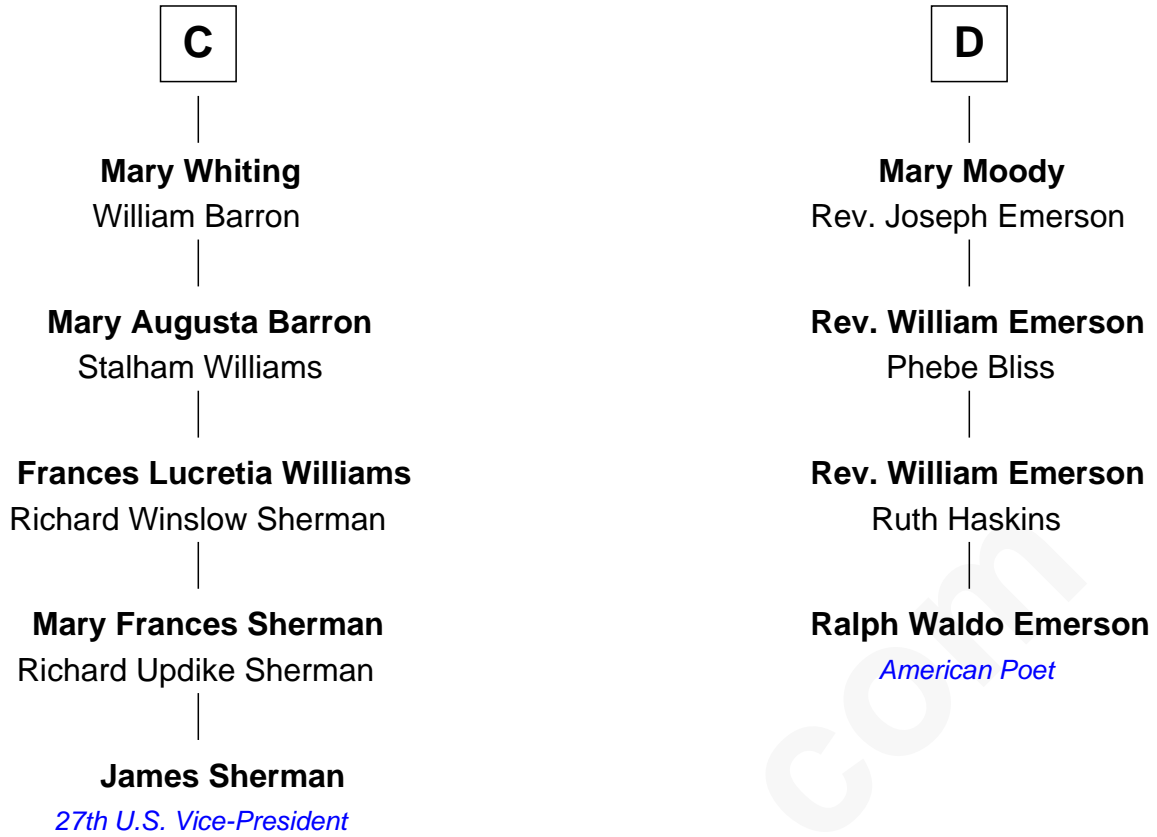 C
Mary Whiting
William Barron
Mary Augusta Barron
Stalham Williams
Frances Lucretia Williams
Richard Winslow Sherman
Mary Frances Sherman
Richard Updike Sherman
James Sherman
27th U.S. Vice-President
D
Mary Moody
Rev. Joseph Emerson
Rev. William Emerson
Phebe Bliss
Rev. William Emerson
Ruth Haskins
Ralph Waldo Emerson
American Poet
com